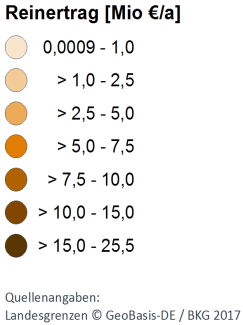 Reinertrag [Mio €/a]
0,0009 - 1,0
> 1,0 - 2,5
> 2,5 - 5,0
> 5,0 - 7,5
> 7,5 - 10,0
> 10,0 - 15,0
> 15,0 - 25,5
Quellenangaben:
Landesgrenzen © GeoBasis-DE / BKG 2017